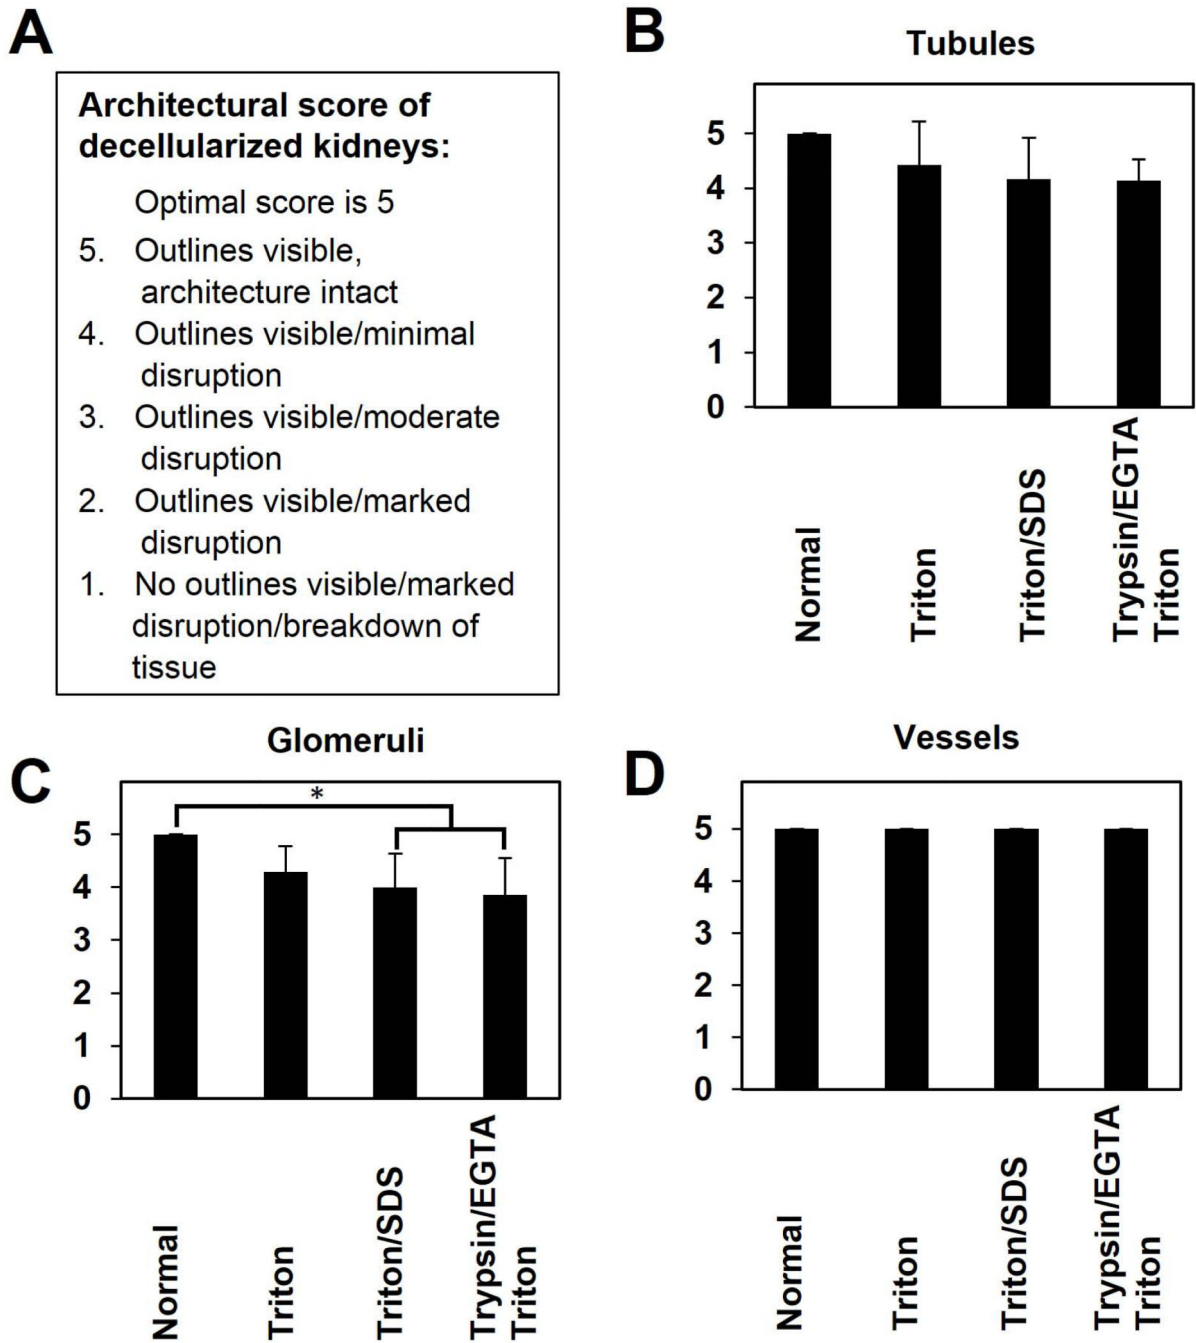 A
Architectural score of
decellularized kidneys:
Optimal score is 5
5. Outlines visible,
architecture intact
4. Outlines visible/minimal
disruption
3. Outlines visible/moderate
disruption
2. Outlines visible/marked
disruption
1. No outlines visible/marked
disruption/breakdown of
tissue
B
Tubules
5
4
3
2
1
0
Normal
Triton
Triton/SDS
Trypsin/EGTA
Triton
C
Glomeruli
*
5
4
3
2
1
0
Normal
Triton
Triton/SDS
Trypsin/EGTA
Triton
D
Vessels
5
4
3
2
1
0
Normal
Triton
Triton/SDS
Trypsin/EGTA
Triton